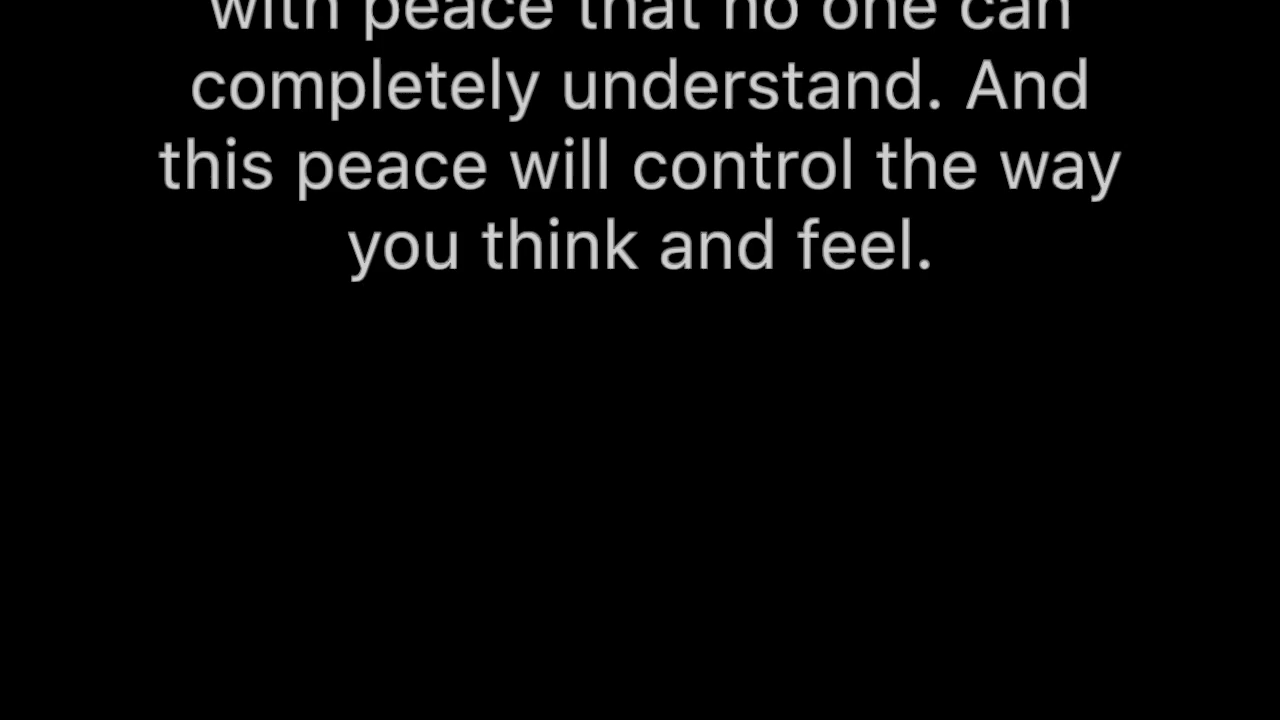 with peace that no one can
completely understand. And
this peace will control the way
you think and feel.